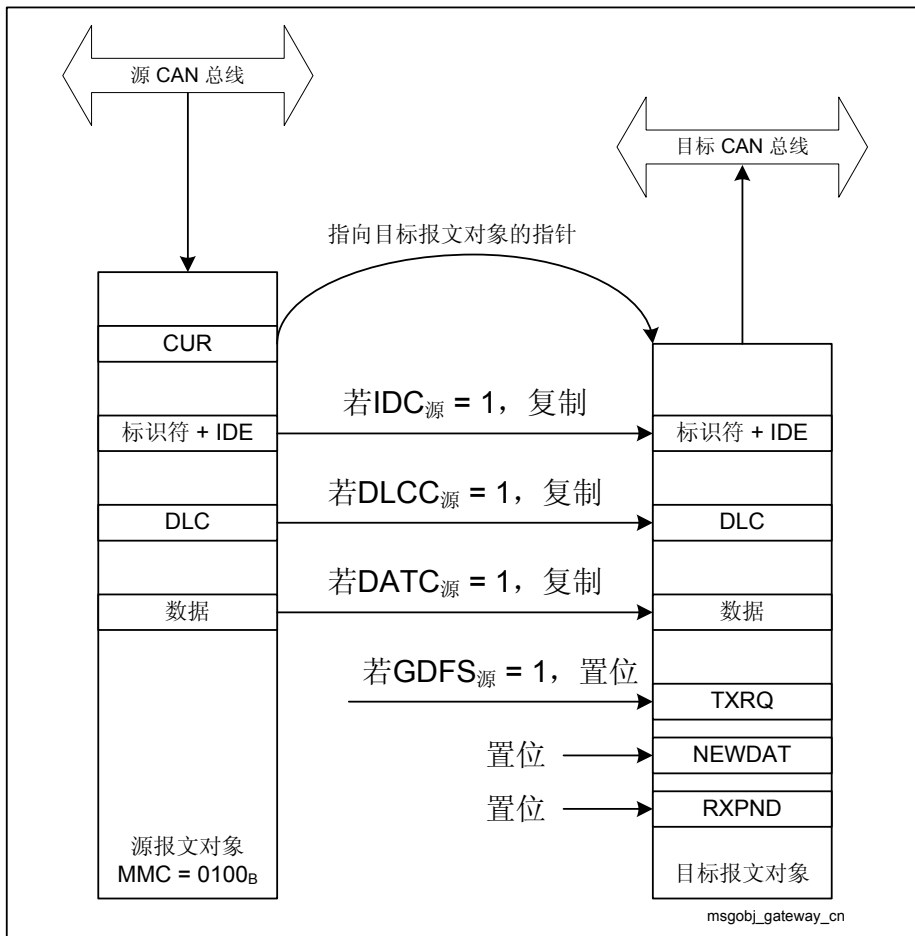 源 CAN 总线
目标 CAN 总线
指向目标报文对象的指针
CUR
若IDC源 = 1，复制
标识符 + IDE
标识符 + IDE
若DLCC源 = 1，复制
DLC
DLC
若DATC源 = 1，复制
数据
数据
若GDFS源 = 1，置位
TXRQ
置位
NEWDAT
置位
RXPND
源报文对象
MMC = 0100B
目标报文对象
msgobj_gateway_cn